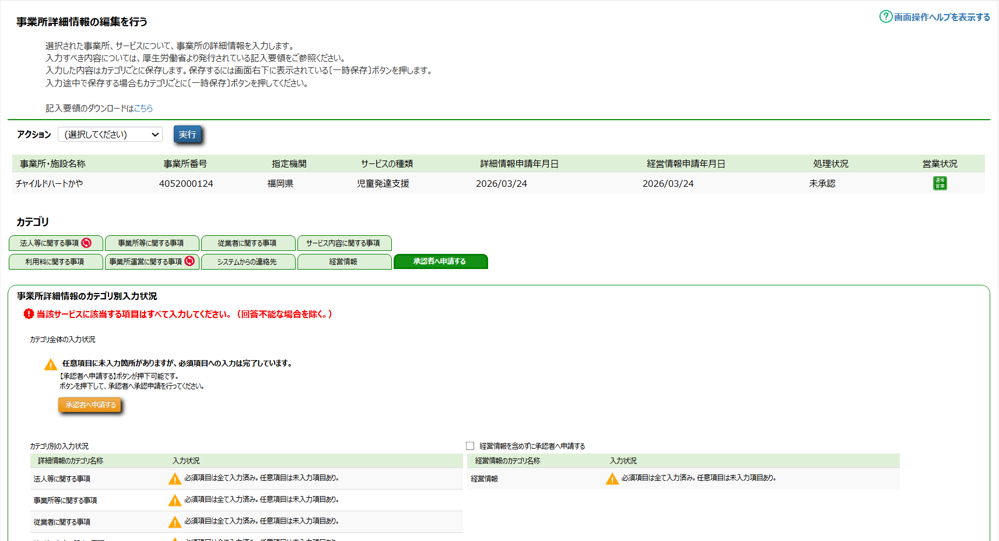 事業所詳細情報の編集を行う
画面操作ヘルプを表示する
選択された事業所、サービスについて、事業所の詳細情報を入力します。
入力すべき内容については、厚生労働省より発行されている記入要領をご参照ください。
入力した内容はカテゴリごとに保存します。保存するには画面右下に表示されている〔一時保存〕ボタンを押します。
入力途中で保存する場合もカテゴリごとに〔一時保存〕ボタンを押してください。
記入要領のダウンロードはこちら
アクション (選択してください) 実行
事業所・施設名称 事業所番号 指定機関 サービスの種類 詳細情報申請年月日 経営情報申請年月日 処理状況 営業状況
チャイルドハートかや 4052000124 福岡県 児童発達支援 2026/03/24 2026/03/24 未承認 通常営業
カテゴリ
法人等に関する事項 事業所等に関する事項 従業者に関する事項 サービス内容に関する事項
利用料に関する事項 事業所運営に関する事項 システムからの連絡先 経営情報 承認者へ申請する
事業所詳細情報のカテゴリ別入力状況
当該サービスに該当する項目はすべて入力してください。（回答不能な場合を除く。）
カテゴリ全体の入力状況
任意項目に未入力箇所がありますが、必須項目への入力は完了しています。
【承認者へ申請する】ボタンが押下可能です。
ボタンを押下して、承認者へ承認申請を行ってください。
承認者へ申請する
カテゴリ別の入力状況 経営情報を含めずに承認者へ申請する
詳細情報のカテゴリ名称 入力状況 経営情報のカテゴリ名称 入力状況
法人等に関する事項 必須項目は全て入力済み。任意項目は未入力項目あり。 経営情報 必須項目は全て入力済み。任意項目は未入力項目あり。
事業所等に関する事項 必須項目は全て入力済み。任意項目は未入力項目あり。
従業者に関する事項 必須項目は全て入力済み。任意項目は未入力項目あり。